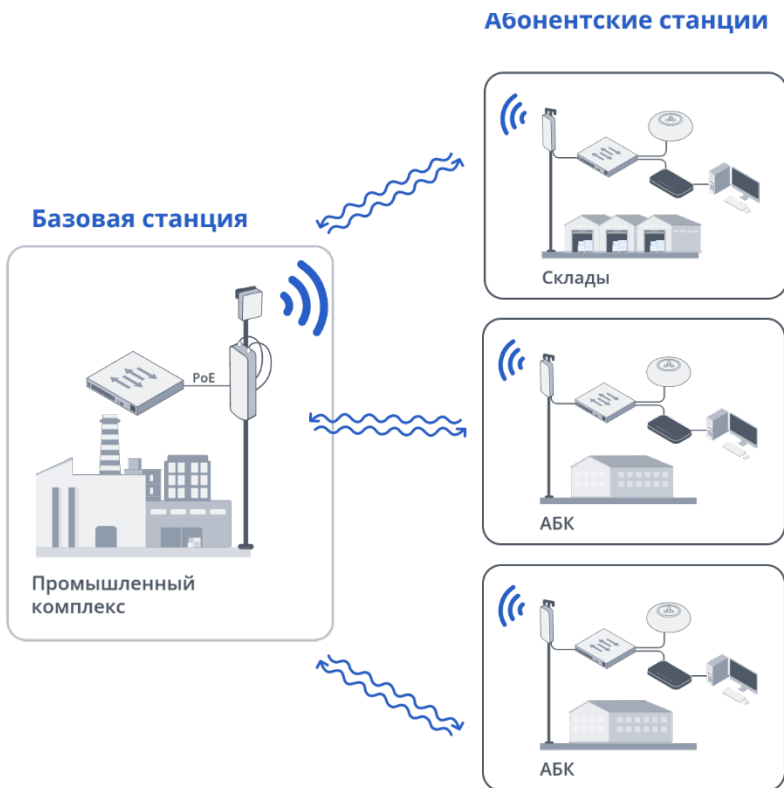 Абонентские станции
Базовая станция
PoE
Промышленный
комплекс
Склады
АБК
АБК